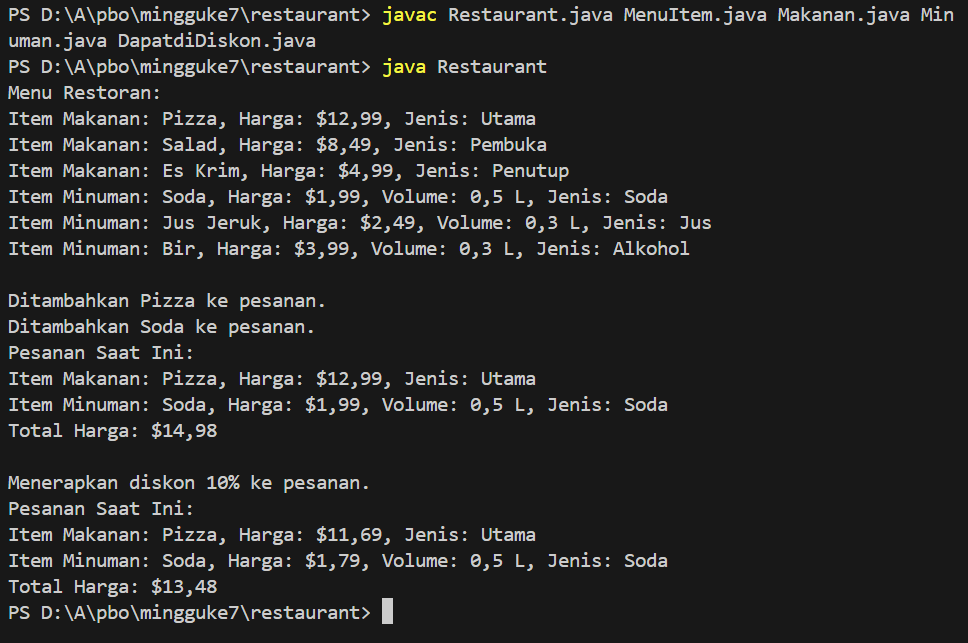 PS D:\A\pbo\mingguke7\restaurant> javac Restaurant.java MenuItem.java Makanan.java Min
uman.java DapatdiDiskon.java
PS D:\A\pbo\mingguke7\restaurant> java Restaurant
Menu Restoran:
Item Makanan: Pizza, Harga: $12,99, Jenis: Utama
Item Makanan: Salad, Harga: $8,49, Jenis: Pembuka
Item Makanan: Es Krim, Harga: $4,99, Jenis: Penutup
Item Minuman: Soda, Harga: $1,99, Volume: 0,5 L, Jenis: Soda
Item Minuman: Jus Jeruk, Harga: $2,49, Volume: 0,3 L, Jenis: Jus
Item Minuman: Bir, Harga: $3,99, Volume: 0,3 L, Jenis: Alkohol

Ditambahkan Pizza ke pesanan.
Ditambahkan Soda ke pesanan.
Pesanan Saat Ini:
Item Makanan: Pizza, Harga: $12,99, Jenis: Utama
Item Minuman: Soda, Harga: $1,99, Volume: 0,5 L, Jenis: Soda
Total Harga: $14,98

Menerapkan diskon 10% ke pesanan.
Pesanan Saat Ini:
Item Makanan: Pizza, Harga: $11,69, Jenis: Utama
Item Minuman: Soda, Harga: $1,79, Volume: 0,5 L, Jenis: Soda
Total Harga: $13,48
PS D:\A\pbo\mingguke7\restaurant>